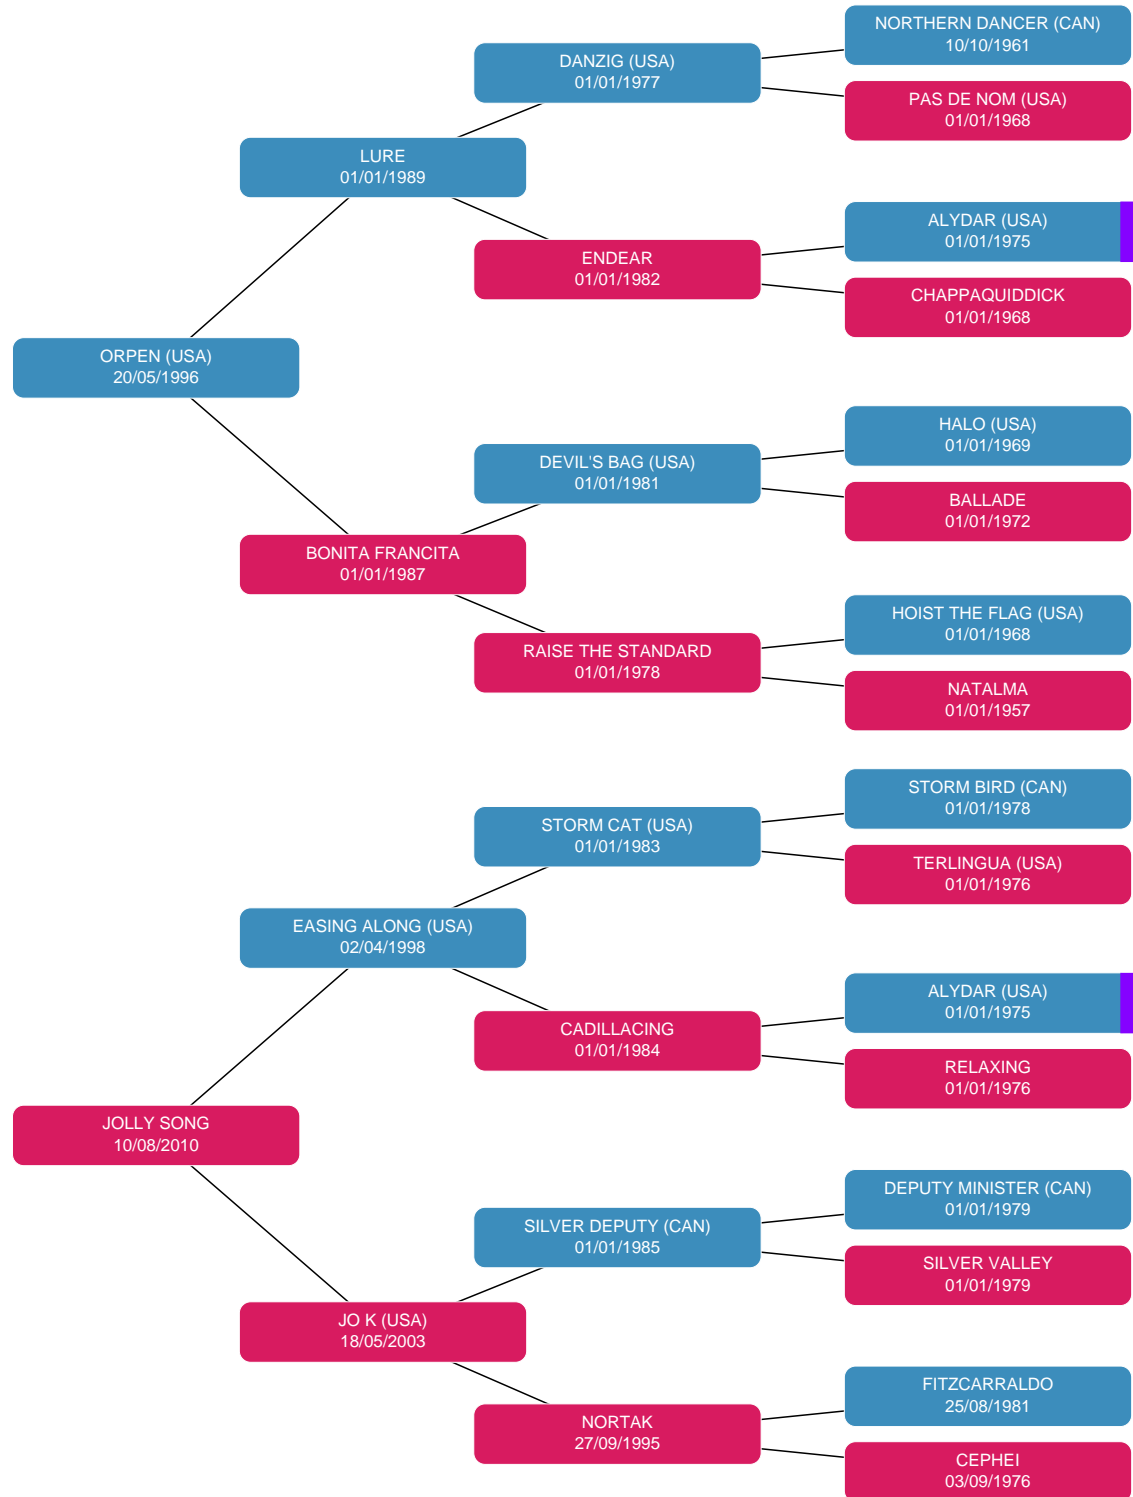 NORTHERN DANCER (CAN)
10/10/1961
DANZIG (USA)
01/01/1977
PAS DE NOM (USA)
01/01/1968
LURE
01/01/1989
ALYDAR (USA)
01/01/1975
ENDEAR
01/01/1982
CHAPPAQUIDDICK
01/01/1968
ORPEN (USA)
20/05/1996
HALO (USA)
01/01/1969
DEVIL'S BAG (USA)
01/01/1981
BALLADE
01/01/1972
BONITA FRANCITA
01/01/1987
HOIST THE FLAG (USA)
01/01/1968
RAISE THE STANDARD
01/01/1978
NATALMA
01/01/1957
STORM BIRD (CAN)
01/01/1978
STORM CAT (USA)
01/01/1983
TERLINGUA (USA)
01/01/1976
EASING ALONG (USA)
02/04/1998
ALYDAR (USA)
01/01/1975
CADILLACING
01/01/1984
RELAXING
01/01/1976
JOLLY SONG
10/08/2010
DEPUTY MINISTER (CAN)
01/01/1979
SILVER DEPUTY (CAN)
01/01/1985
SILVER VALLEY
01/01/1979
JO K (USA)
18/05/2003
FITZCARRALDO
25/08/1981
NORTAK
27/09/1995
CEPHEI
03/09/1976